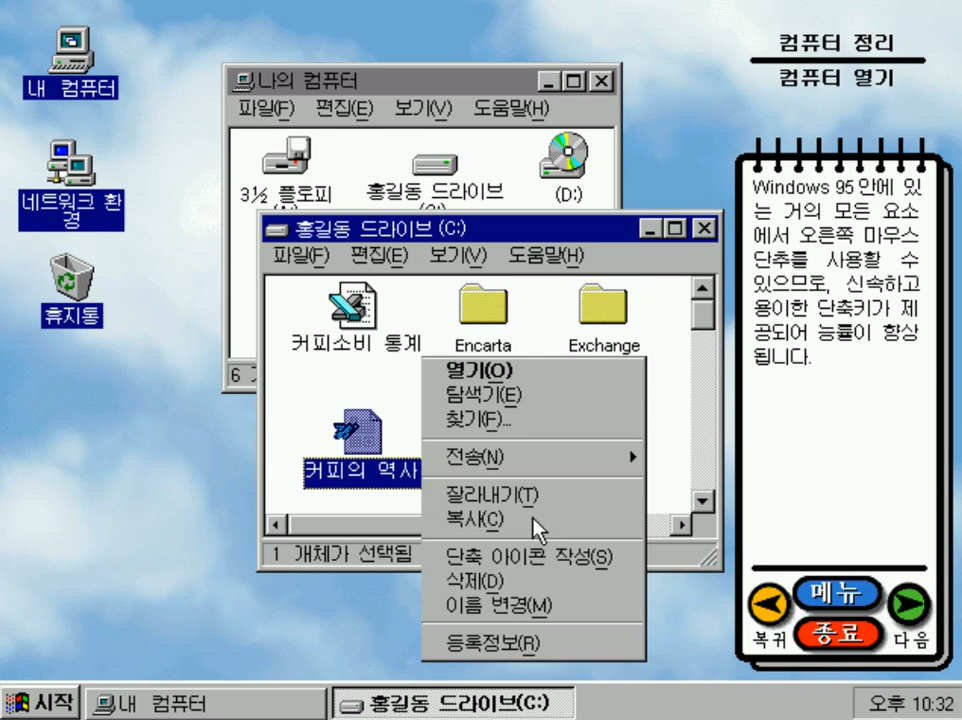 내 컴퓨터
네트워크 환
경
휴지통
나의 컴퓨터
파일(F) 편집(E) 보기(V) 도움말(H)
3½ 플로피
홍길동 드라이브
(D:)
6
홍길동 드라이브 (C:)
파일(F) 편집(E) 보기(V) 도움말(H)
커피소비 통계
Encarta
Exchange
커피의 역사
1 개체가 선택됨
열기(O)
탐색기(E)
찾기(F)...
전송(N)
잘라내기(T)
복사(C)
단축 아이콘 작성(S)
삭제(D)
이름 변경(M)
등록정보(R)
컴퓨터 정리
컴퓨터 열기
Windows 95 안에 있
는 거의 모든 요소
에서 오른쪽 마우스
단추를 사용할 수
있으므로, 신속하고
용이한 단축키가 제
공되어 능률이 향상
됩니다.
메뉴
복귀
종료
다음
시작
내 컴퓨터
홍길동 드라이브(C:)
오후 10:32